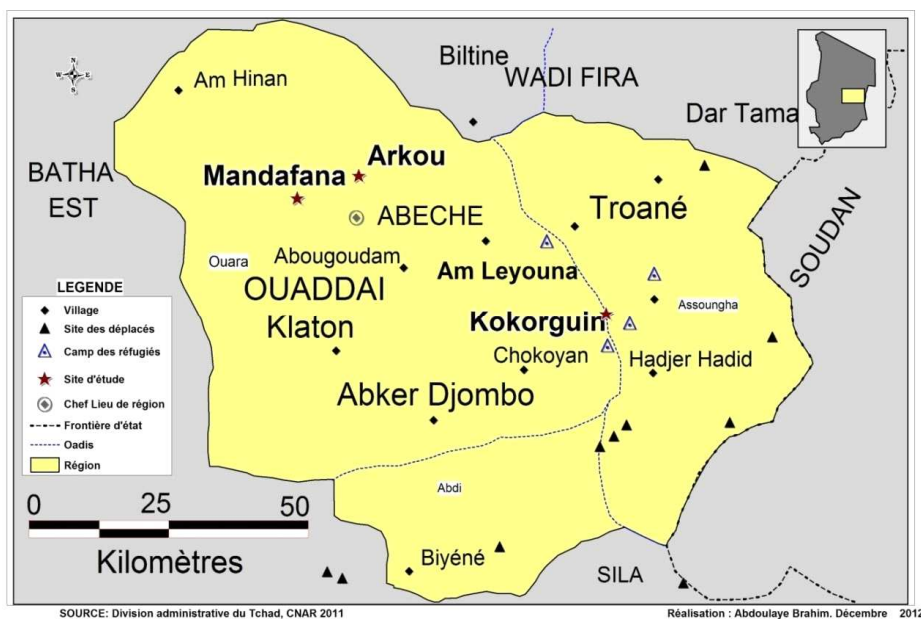 Biltine
WADI FIRA
Am Hinan
Dar Tama
Arkou
Mandafana
BATHA
EST
Troané
ABECHE
SOUDAN
Abougoudam
Ouara
Am Leyouna
OUADDAI
Assoungha
Klaton
Kokorguin
Chokoyan
Hadjer Hadid
Abker Djombo
Abdi
Biyéné
SILA
LEGENDE
Village
Site des déplacés
Camp des réfugiés
Site d'étude
Chef Lieu de région
Frontière d'état
Oadis
Région
0 25 50
Kilomètres
N
W E
S
SOURCE: Division administrative du Tchad, CNAR 2011
Réalisation : Abdoulaye Brahim. Décembre 2012